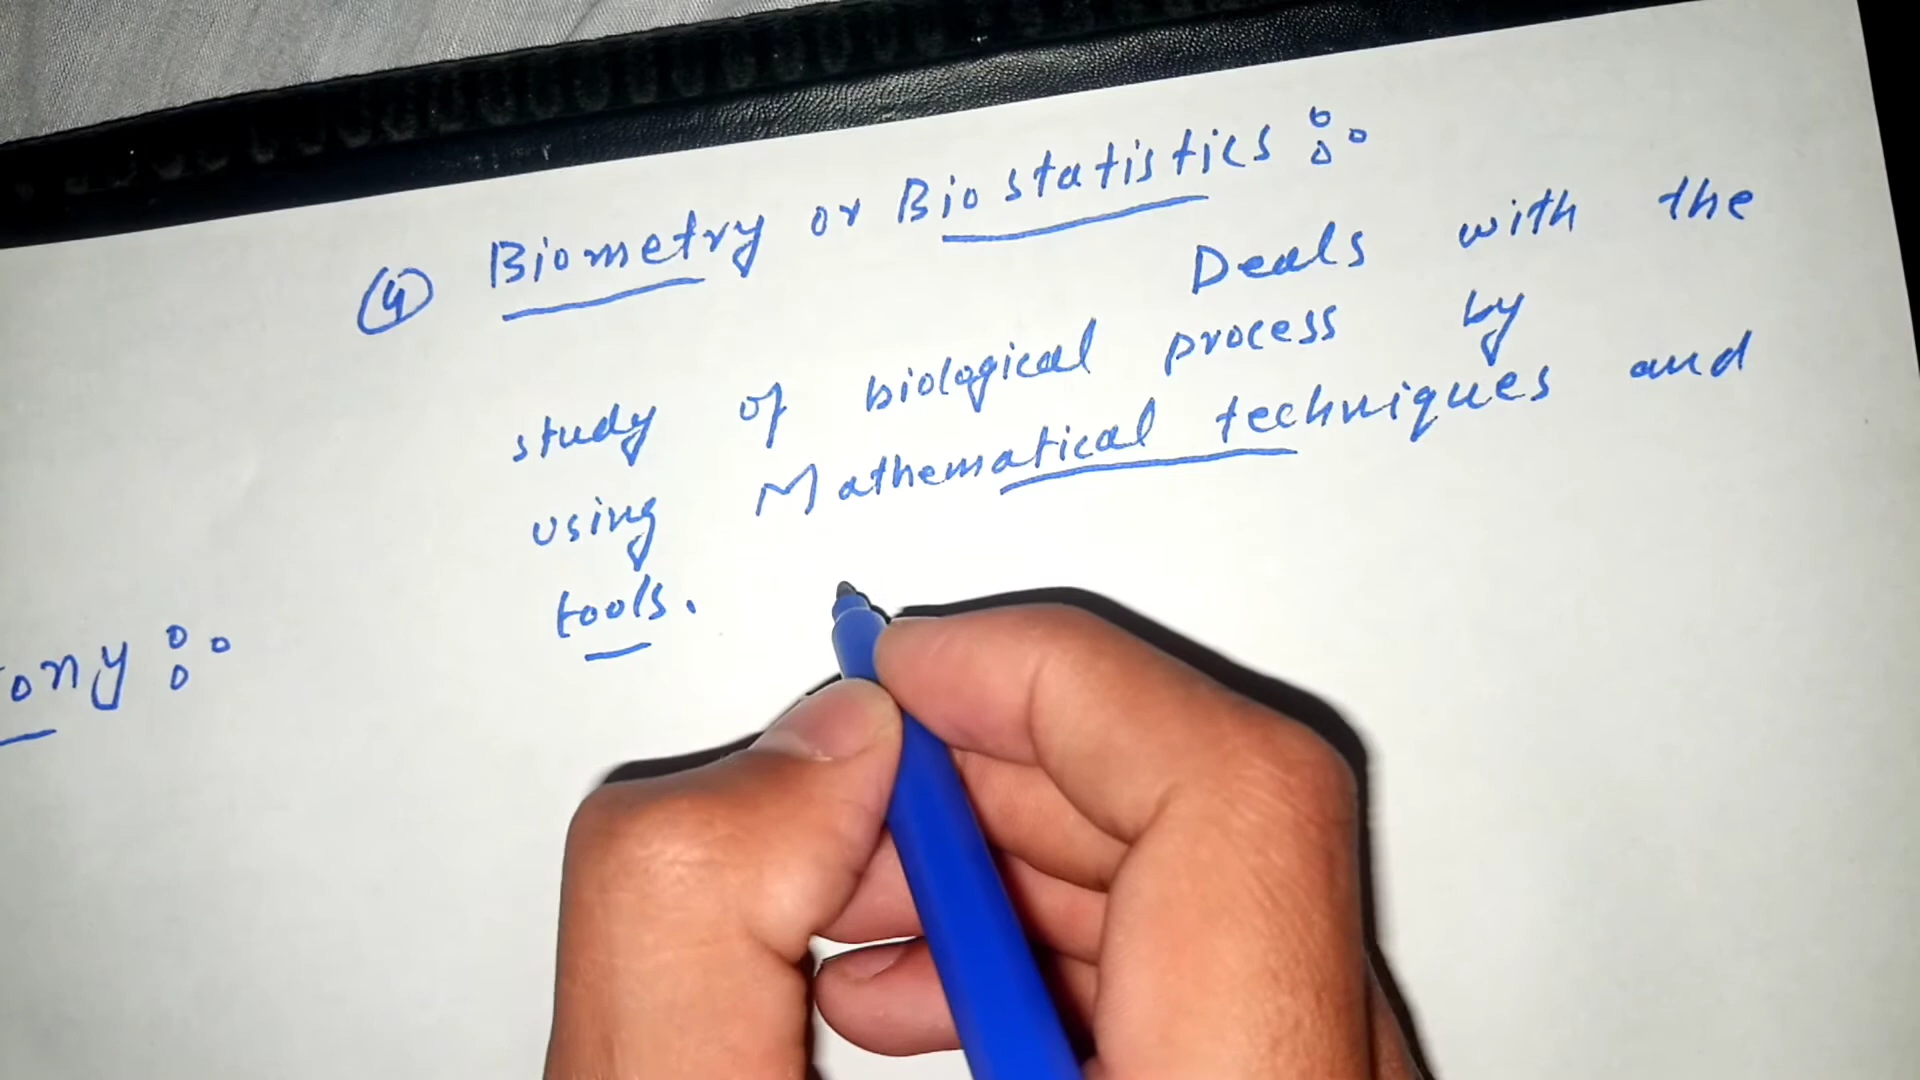 ④ Biometry or Biostatistics :
Deals with the
study of biological process by
using Mathematical techniques and
tools.
ony :